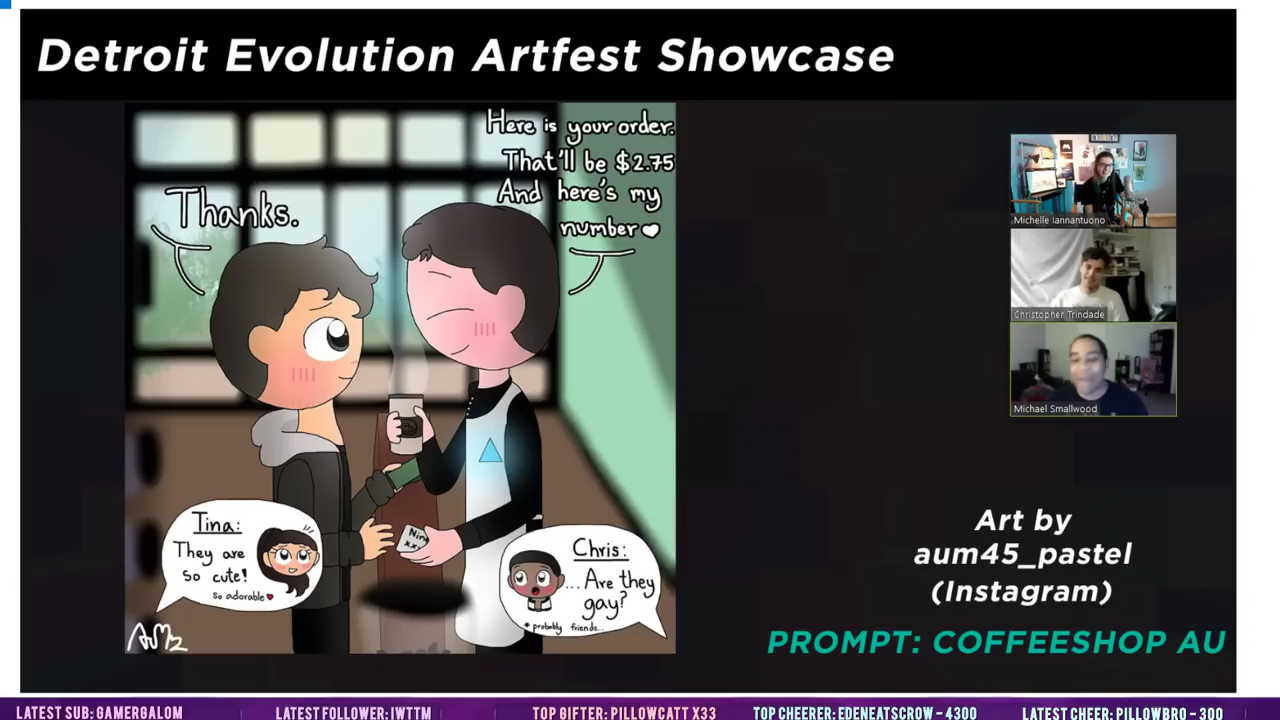 Detroit Evolution Artfest Showcase
Here is your order.
That'll be $2.75
And here's my
number
Thanks.
Michelle Iannantuono
Christopher Trindade
Michael Smallwood
Tina:
They are
so cute!
so adorable
Chris:
...Are they
gay?
* probably friends...
Art by
aum45_pastel
(Instagram)
PROMPT: COFFEESHOP AU
LATEST SUB: GAMERGALOM
LATEST FOLLOWER: IWTTM
TOP GIFTER: PILLOWCATT X33
TOP CHEERER: EDENEATSCROW - 4300
LATEST CHEER: PILLOWBRO - 300